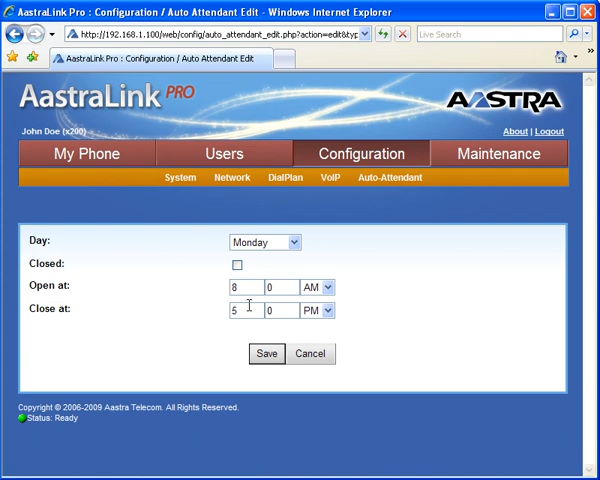 AastraLink Pro : Configuration / Auto Attendant Edit - Windows Internet Explorer
http://192.168.1.100/web/config/auto_attendant_edit.php?action=edit&typ
Live Search
AastraLink Pro : Configuration / Auto Attendant Edit
AastraLink PRO
AASTRA
John Doe (x200)
About | Logout
My Phone Users Configuration Maintenance
System Network DialPlan VoIP Auto-Attendant
Day: Monday
Closed:
Open at: 8 0 AM
Close at: 5 0 PM
Save Cancel
Copyright © 2006-2009 Aastra Telecom. All Rights Reserved.
Status: Ready